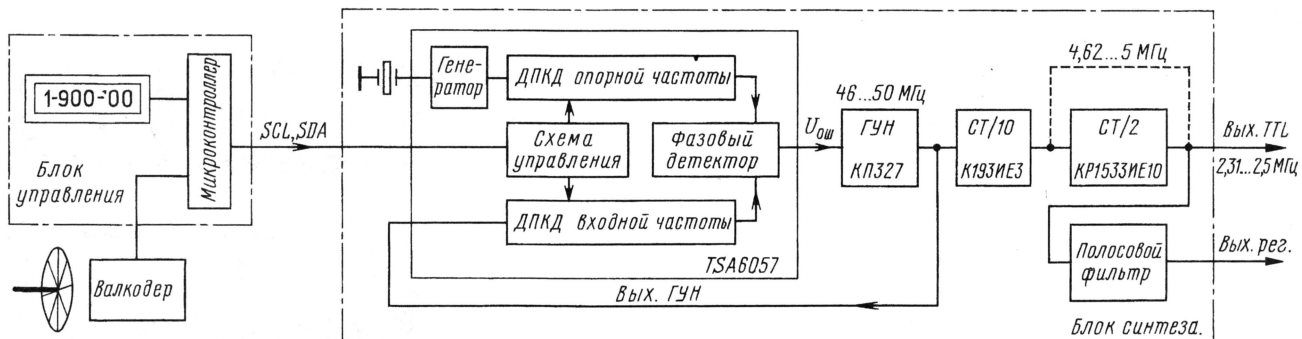 1-900-00
Блок
управления
Микроконтроллер
Валкодер
SCL,SDA
Гене-
ратор
ДПКД опорной частоты
Схема
управления
Фазовый
детектор
ДПКД входной частоты
TSA6057
Вых. ГУН
Uош
46...50 МГц
ГУН
КП327
СТ/10
К193ИЕ3
4,62...5 МГц
СТ/2
КР1533ИЕ10
Вых. TTL
2,31...2,5 МГц
Полосовой
фильтр
Вых. рег.
Блок синтеза.